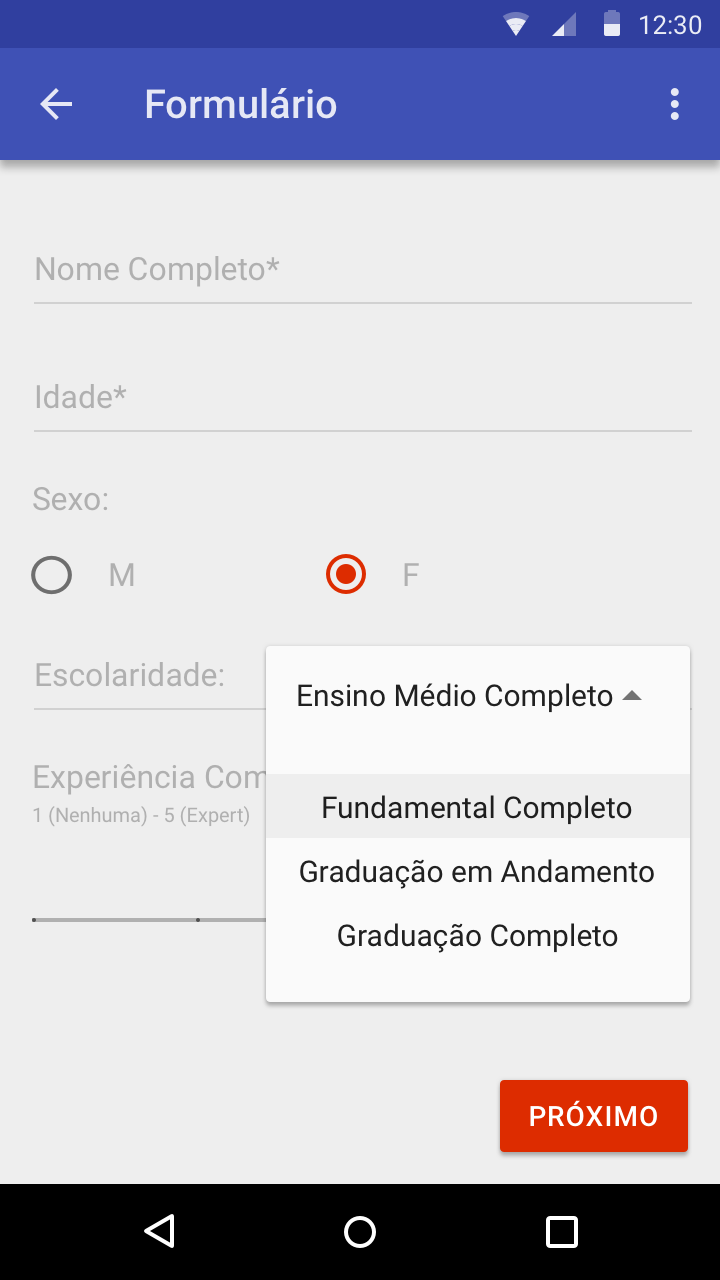 12:30
Formulário
Nome Completo*
Idade*
Sexo:
M F
Escolaridade:
Ensino Médio Completo
Experiência Com
1 (Nenhuma) - 5 (Expert)
Fundamental Completo
Graduação em Andamento
Graduação Completo
PRÓXIMO